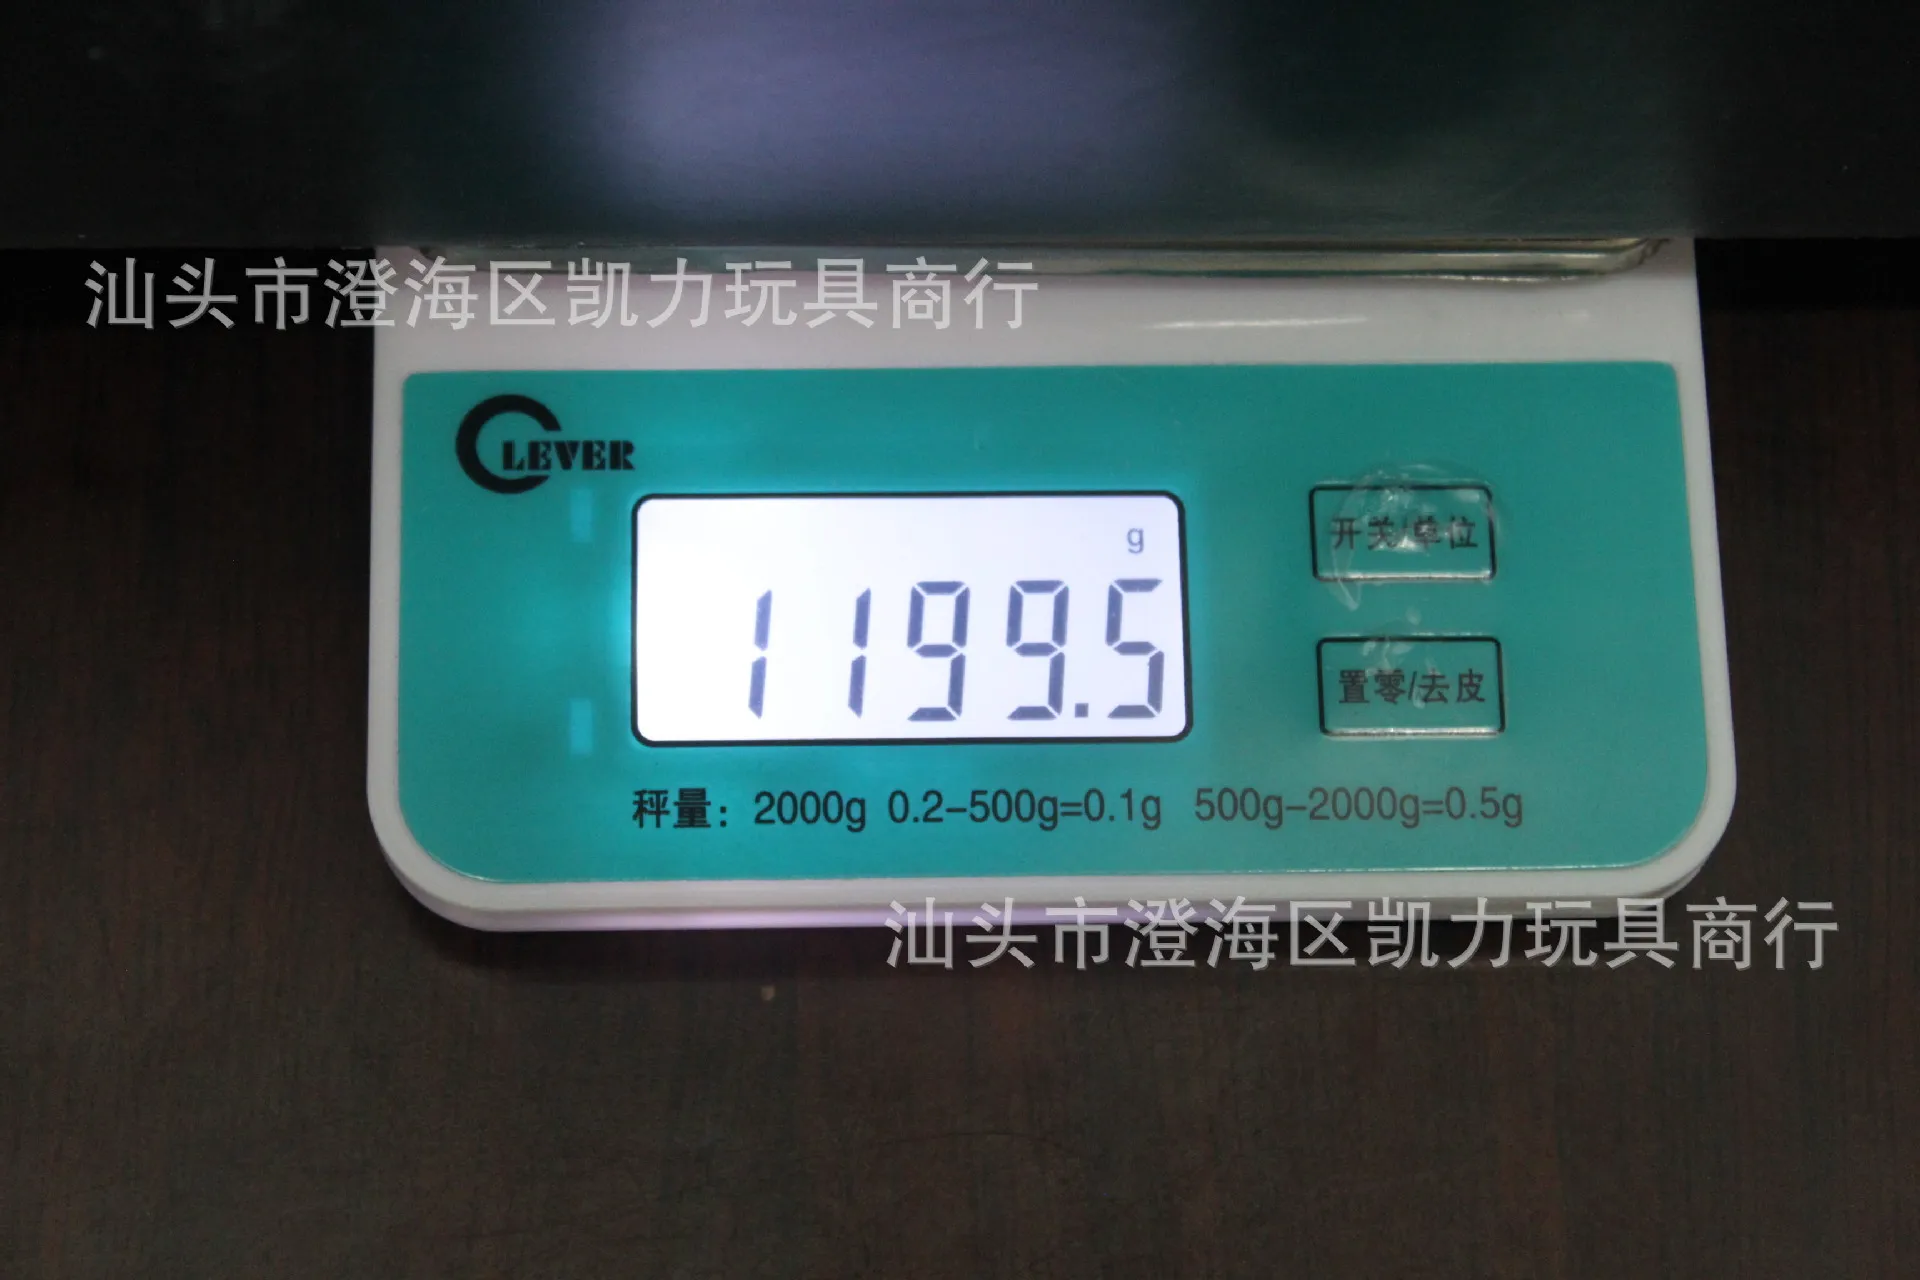 汕头市澄海区凯力玩具商行
CLEVER
g
开关/单位
1199.5
置零/去皮
秤量：2000g 0.2-500g=0.1g 500g-2000g=0.5g
汕头市澄海区凯力玩具商行